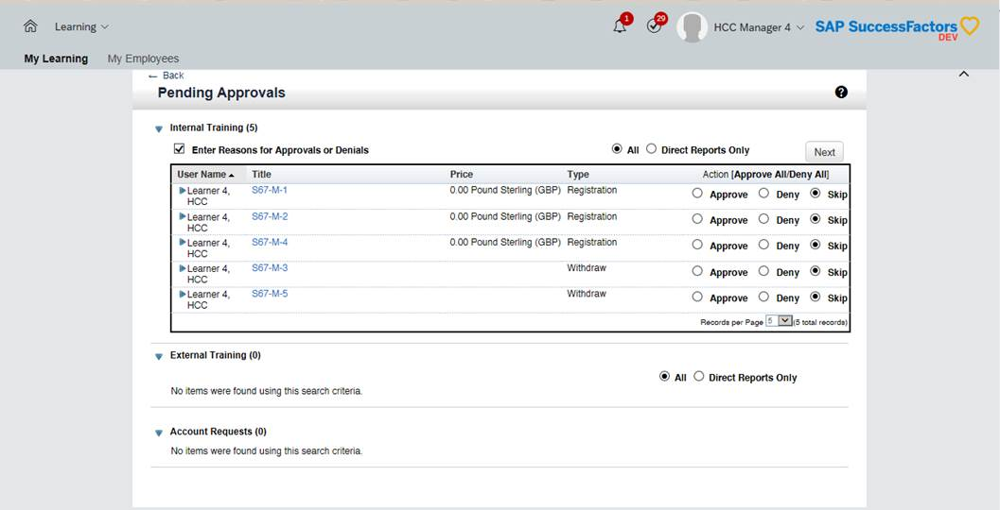 Learning
1
29
HCC Manager 4
SAP SuccessFactors
DEV
My Learning
My Employees
← Back
Pending Approvals
?
Internal Training (5)
Enter Reasons for Approvals or Denials
All Direct Reports Only
Next
User Name Title Price Type Action [Approve All/Deny All]
Learner 4, HCC S67-M-1 0.00 Pound Sterling (GBP) Registration Approve Deny Skip
Learner 4, HCC S67-M-2 0.00 Pound Sterling (GBP) Registration Approve Deny Skip
Learner 4, HCC S67-M-4 0.00 Pound Sterling (GBP) Registration Approve Deny Skip
Learner 4, HCC S67-M-3 Withdraw Approve Deny Skip
Learner 4, HCC S67-M-5 Withdraw Approve Deny Skip
Records per Page 5 (5 total records)
External Training (0)
All Direct Reports Only
No items were found using this search criteria.
Account Requests (0)
No items were found using this search criteria.